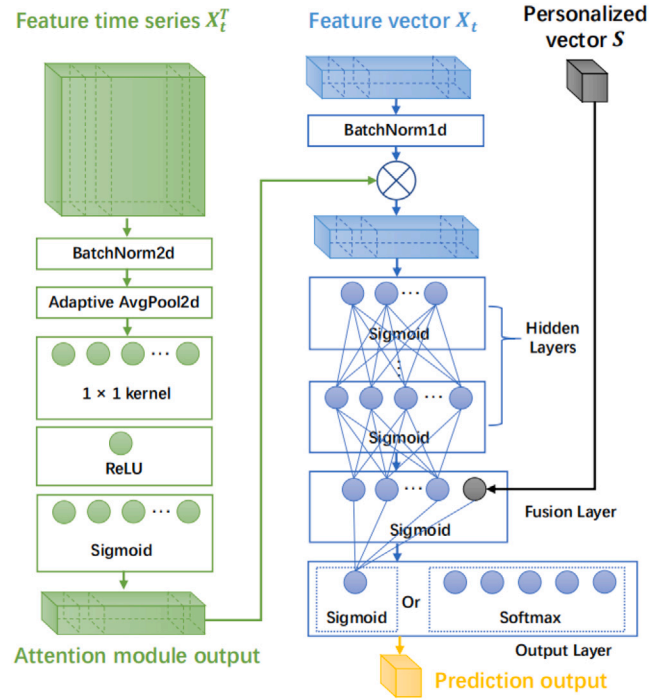 Feature time series X_t^T
BatchNorm2d
Adaptive AvgPool2d
1 × 1 kernel
ReLU
Sigmoid
Attention module output
Feature vector X_t
BatchNorm1d
Sigmoid
Sigmoid
Hidden
Layers
Sigmoid
Fusion Layer
Sigmoid
Or
Softmax
Output Layer
Prediction output
Personalized
vector S